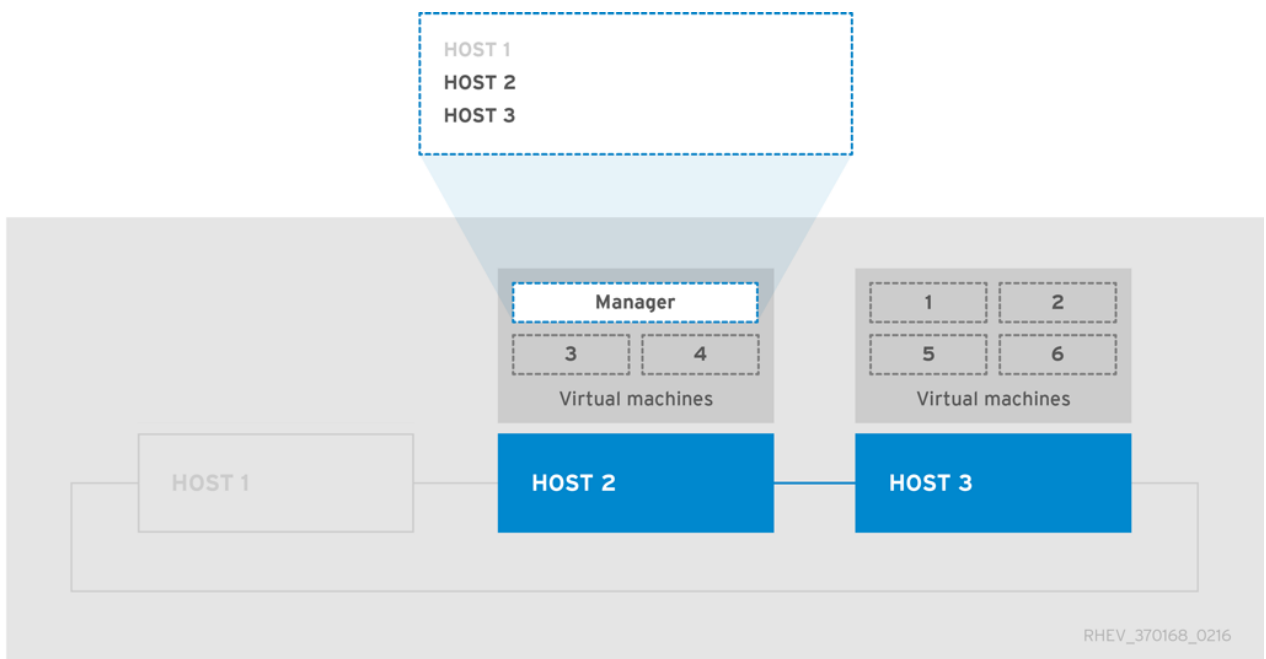 HOST 1
HOST 2
HOST 3
Manager
3 4
Virtual machines
1 2
5 6
Virtual machines
HOST 1
HOST 2
HOST 3
RHEV_370168_0216